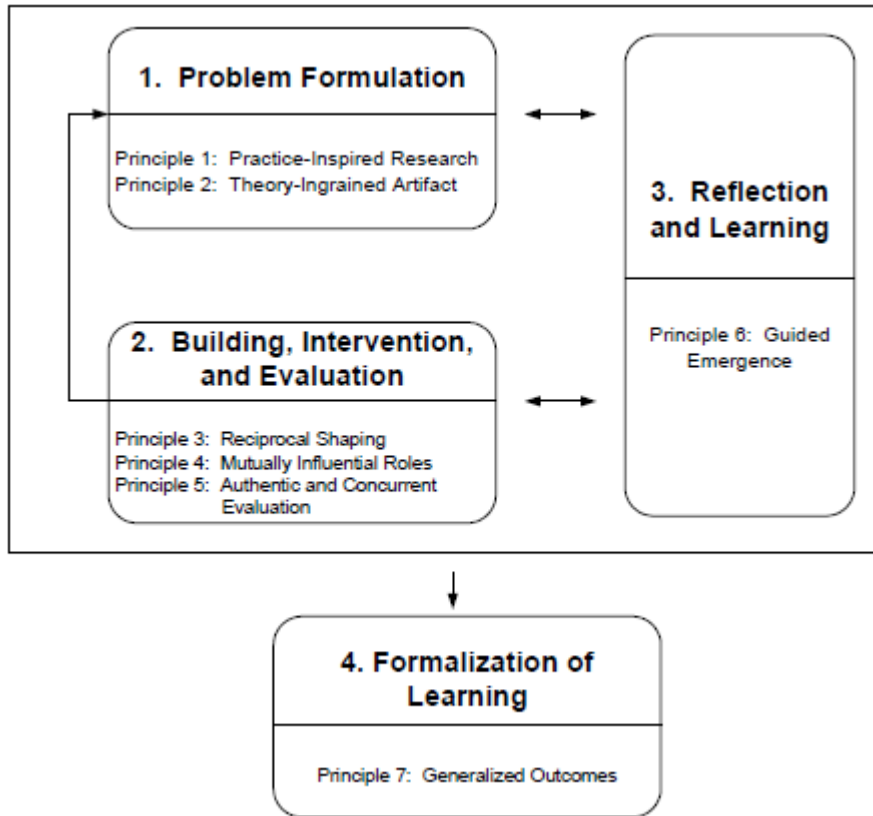 1. Problem Formulation
Principle 1: Practice-Inspired Research
Principle 2: Theory-Ingrained Artifact
2. Building, Intervention,
and Evaluation
Principle 3: Reciprocal Shaping
Principle 4: Mutually Influential Roles
Principle 5: Authentic and Concurrent
Evaluation
3. Reflection
and Learning
Principle 6: Guided
Emergence
4. Formalization of
Learning
Principle 7: Generalized Outcomes